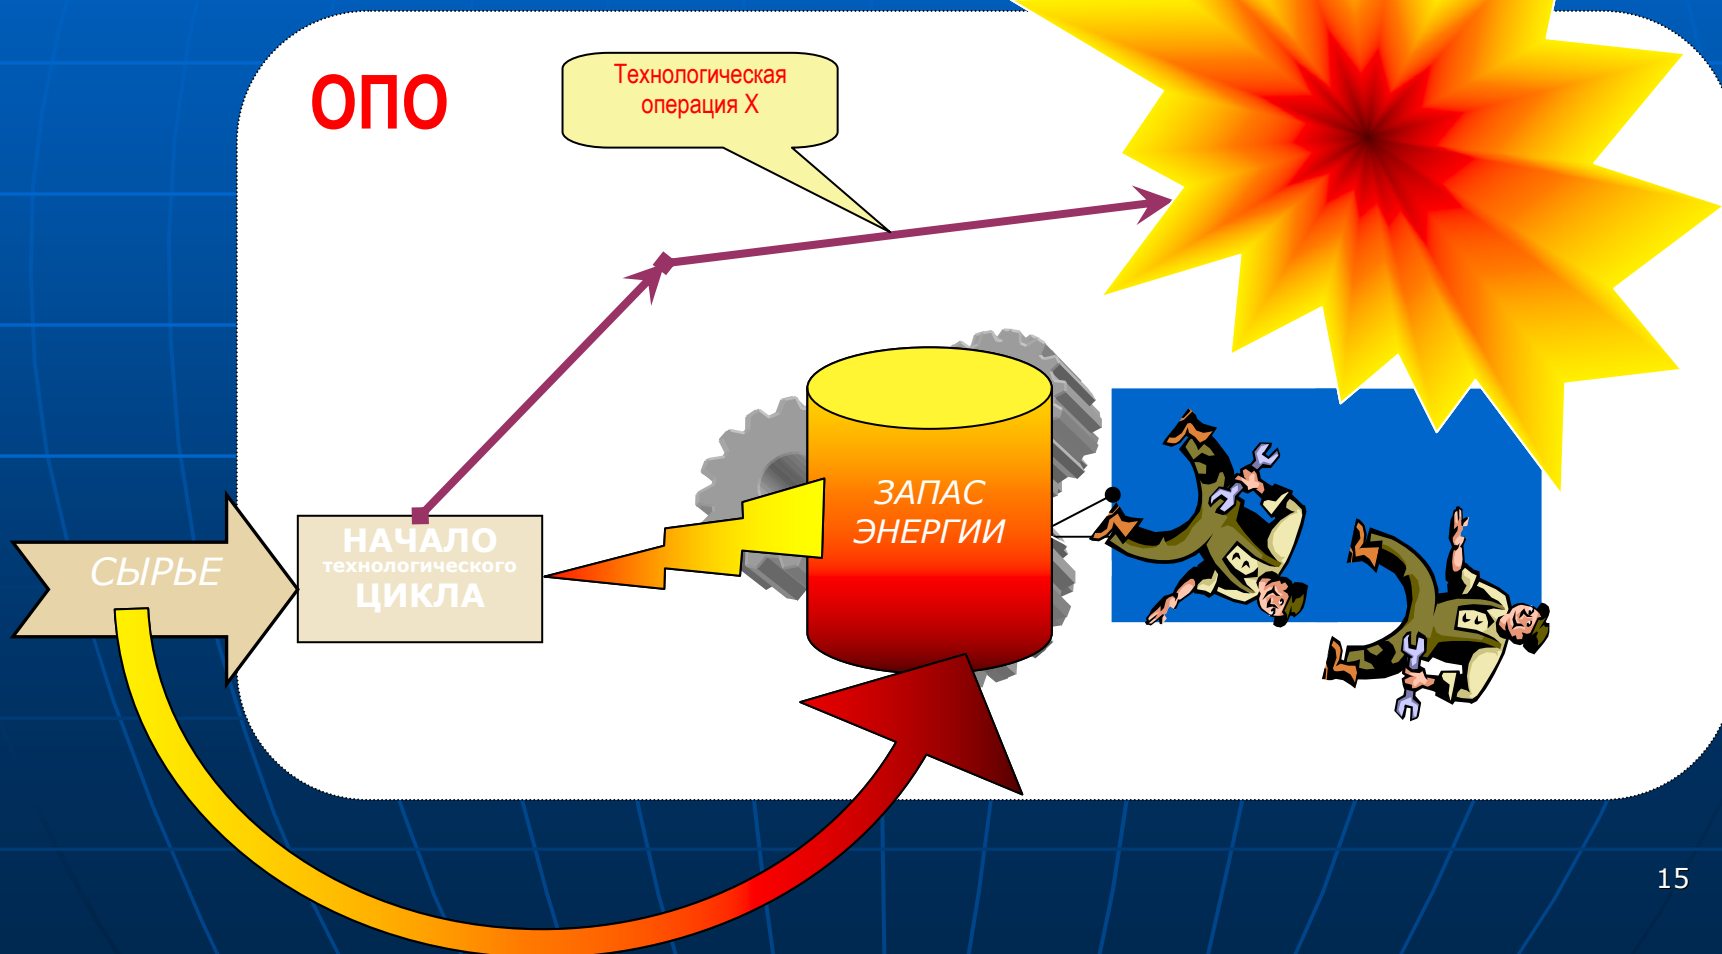 ОПО
Технологическая
операция Х
СЫРЬЕ
НАЧАЛО
технологического
ЦИКЛА
ЗАПАС
ЭНЕРГИИ
15